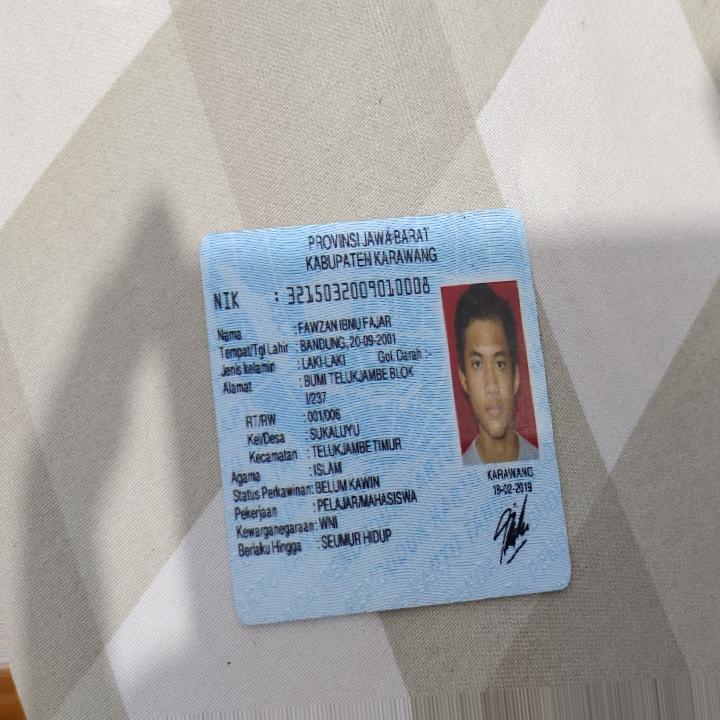 PROVINSI JAWA BARAT
KABUPATEN KARAWANG
NIK : 3215032009010008
Nama : FAWZAN IBNU FAJAR
Tempat/Tgl Lahir : BANDUNG, 20-09-2001
Jenis kelamin : LAKI-LAKI Gol. Darah :-
Alamat : BUMI TELUKJAMBE BLOK
I/237
RT/RW : 001/006
Kel/Desa : SUKALUYU
Kecamatan : TELUKJAMBE TIMUR
Agama : ISLAM
Status Perkawinan: BELUM KAWIN
Pekerjaan : PELAJAR/MAHASISWA
Kewarganegaraan: WNI
Berlaku Hingga : SEUMUR HIDUP
KARAWANG
18-02-2019